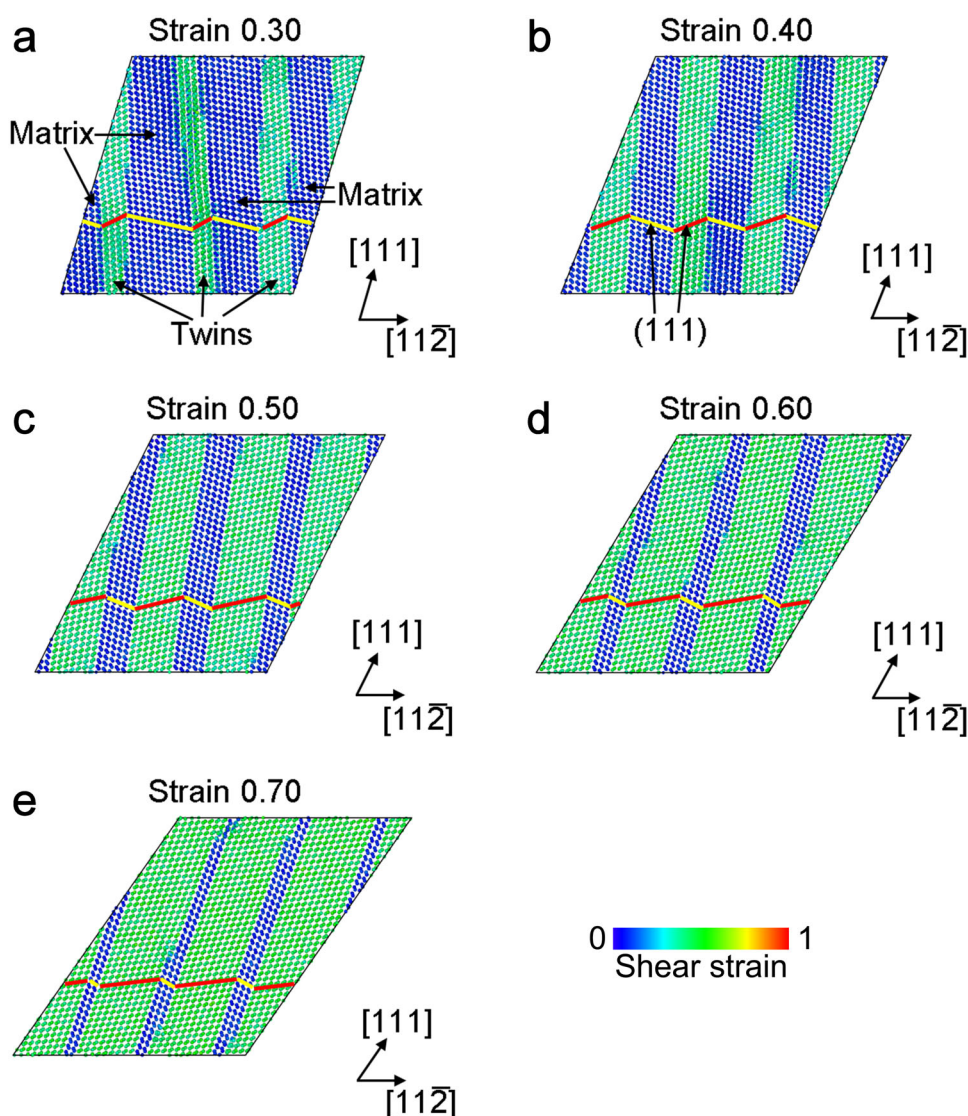 a
Strain 0.30
Matrix
Matrix
Twins
[111]
[112̅]
b
Strain 0.40
(111)
[111]
[112̅]
c
Strain 0.50
[111]
[112̅]
d
Strain 0.60
[111]
[112̅]
e
Strain 0.70
[111]
[112̅]
0 1
Shear strain